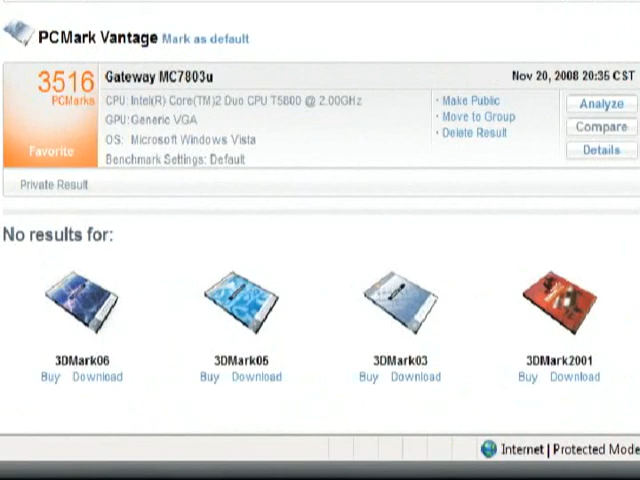 PCMark Vantage Mark as default
3516
PCMarks
Favorite
Gateway MC7803u
Nov 20, 2008 20:35 CST
CPU: Intel(R) Core(TM)2 Duo CPU T5800 @ 2.00GHz
GPU: Generic VGA
OS: Microsoft Windows Vista
Benchmark Settings: Default
· Make Public
· Move to Group
· Delete Result
Analyze
Compare
Details
Private Result
No results for:
3DMark06
Buy Download
3DMark05
Buy Download
3DMark03
Buy Download
3DMark2001
Buy Download
Internet | Protected Mode